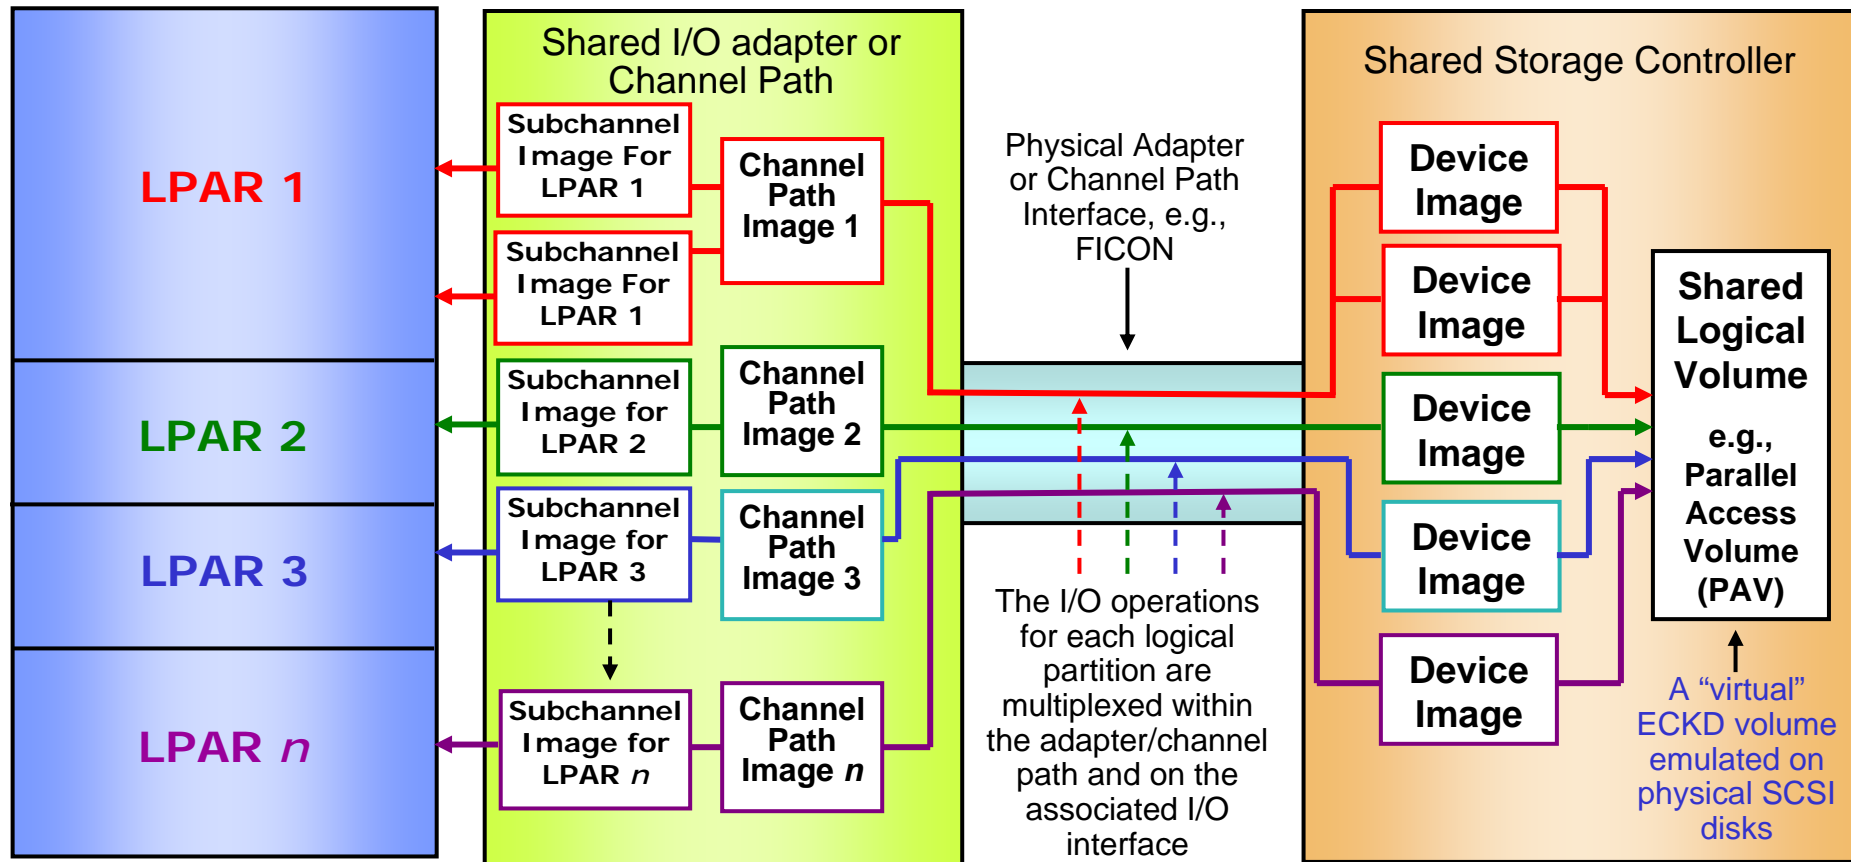 LPAR 1
LPAR 2
LPAR 3
LPAR n
Shared I/O adapter or
Channel Path
Subchannel
Image For
LPAR 1
Subchannel
Image For
LPAR 1
Channel
Path
Image 1
Subchannel
Image for
LPAR 2
Channel
Path
Image 2
Subchannel
Image for
LPAR 3
Channel
Path
Image 3
Subchannel
Image for
LPAR n
Channel
Path
Image n
Physical Adapter
or Channel Path
Interface, e.g.,
FICON
The I/O operations
for each logical
partition are
multiplexed within
the adapter/channel
path and on the
associated I/O
interface
Shared Storage Controller
Device
Image
Device
Image
Device
Image
Device
Image
Device
Image
Shared
Logical
Volume
e.g.,
Parallel
Access
Volume
(PAV)
A “virtual”
ECKD volume
emulated on
physical SCSI
disks